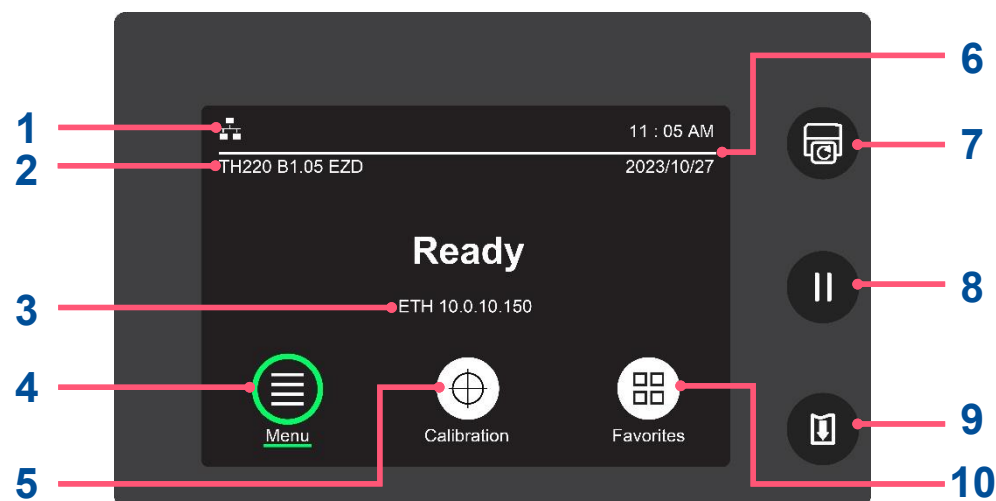 1
11 : 05 AM
6
2
TH220 B1.05 EZD
2023/10/27
7
Ready
3
ETH 10.0.10.150
8
4
Menu
Calibration
Favorites
9
5
10